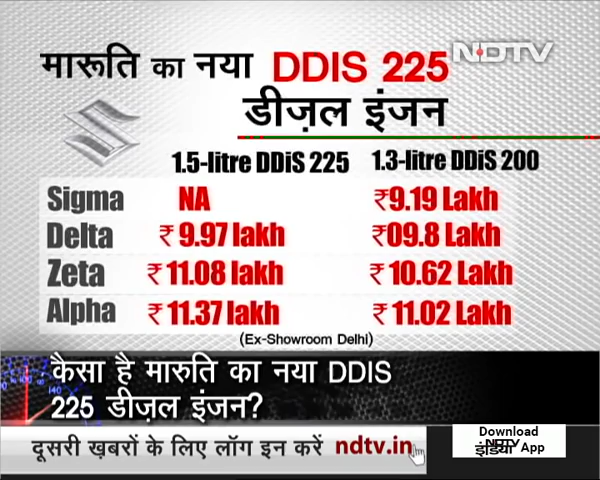 मारूति का नया DDIS 225
NDTV
डीज़ल इंजन
1.5-litre DDiS 225 1.3-litre DDiS 200
Sigma NA ₹9.19 Lakh
Delta ₹ 9.97 lakh ₹09.8 Lakh
Zeta ₹ 11.08 lakh ₹ 10.62 Lakh
Alpha ₹ 11.37 lakh ₹ 11.02 Lakh
(Ex-Showroom Delhi)
कैसा है मारुति का नया DDIS
225 डीज़ल इंजन?
140
दूसरी ख़बरों के लिए लॉग इन करें ndtv.in
Download
NDTV
इंडिया App